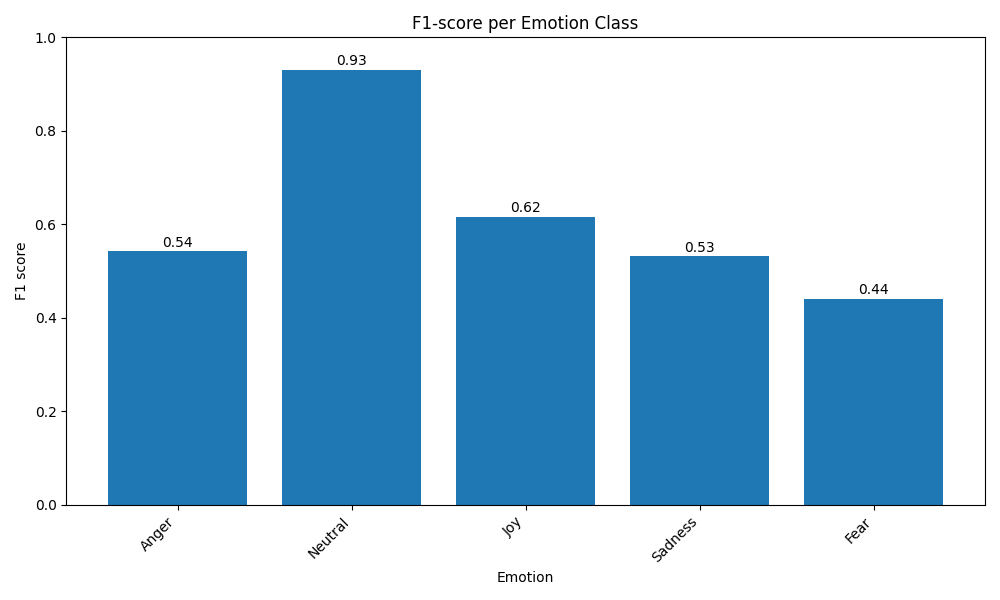 F1-score per Emotion Class
F1 score
1.0
0.8
0.6
0.4
0.2
0.0
0.54
0.93
0.62
0.53
0.44
Anger
Neutral
Joy
Sadness
Fear
Emotion